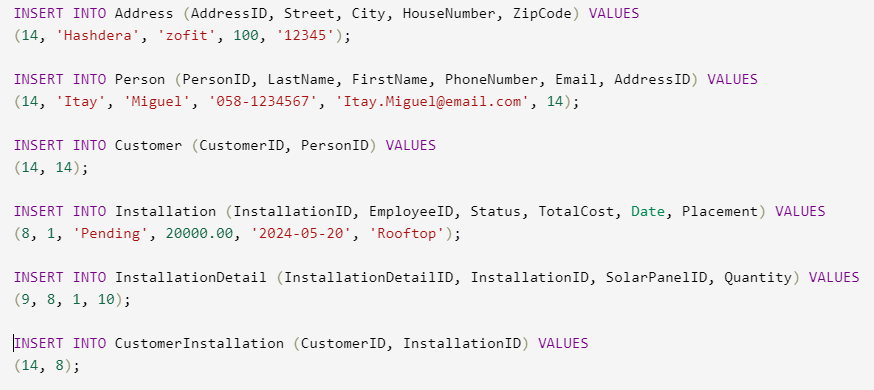 INSERT INTO Address (AddressID, Street, City, HouseNumber, ZipCode) VALUES
(14, 'Hashdera', 'zofit', 100, '12345');
INSERT INTO Person (PersonID, LastName, FirstName, PhoneNumber, Email, AddressID) VALUES
(14, 'Itay', 'Miguel', '058-1234567', 'Itay.Miguel@email.com', 14);
INSERT INTO Customer (CustomerID, PersonID) VALUES
(14, 14);
INSERT INTO Installation (InstallationID, EmployeeID, Status, TotalCost, Date, Placement) VALUES
(8, 1, 'Pending', 20000.00, '2024-05-20', 'Rooftop');
INSERT INTO InstallationDetail (InstallationDetailID, InstallationID, SolarPanelID, Quantity) VALUES
(9, 8, 1, 10);
INSERT INTO CustomerInstallation (CustomerID, InstallationID) VALUES
(14, 8);